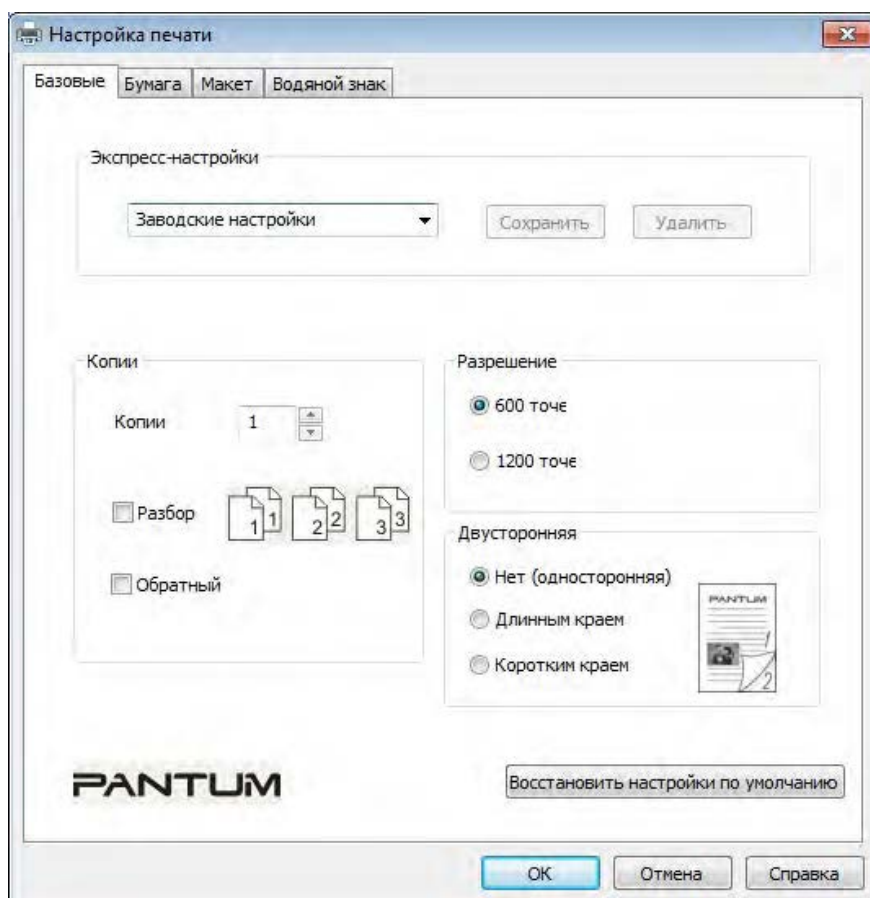 Настройка печати
Базовые Бумага Макет Водяной знак
Экспресс-настройки
Заводские настройки Сохранить Удалить
Копии
Копии 1
Разбор 1 1 2 2 3 3
Обратный
Разрешение
600 точе
1200 точе
Двусторонняя
Нет (односторонняя)
Длинным краем
Коротким краем
PANTUM
1
2
PANTUM
Восстановить настройки по умолчанию
OK Отмена Справка